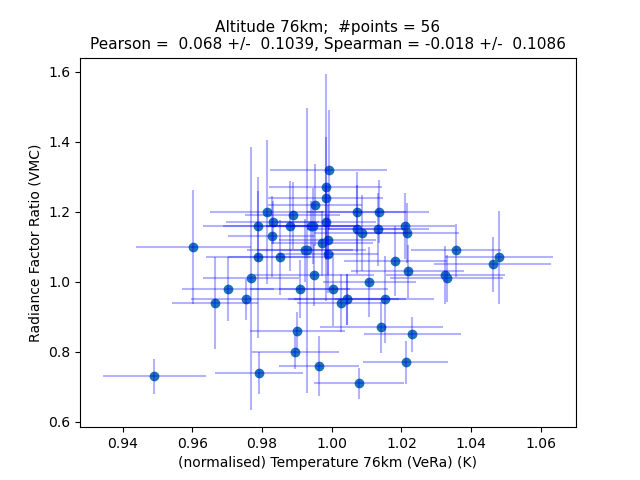 Altitude 76km;  #points = 56
Pearson =  0.068 +/-  0.1039, Spearman = -0.018 +/-  0.1086
1.6
1.4
1.2
1.0
0.8
0.6
Radiance Factor Ratio (VMC)
0.94 0.96 0.98 1.00 1.02 1.04 1.06
(normalised) Temperature 76km (VeRa) (K)